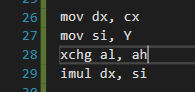 26 mov dx, cx
27 mov si, Y
28 xchg al, ah
29 imul dx, si